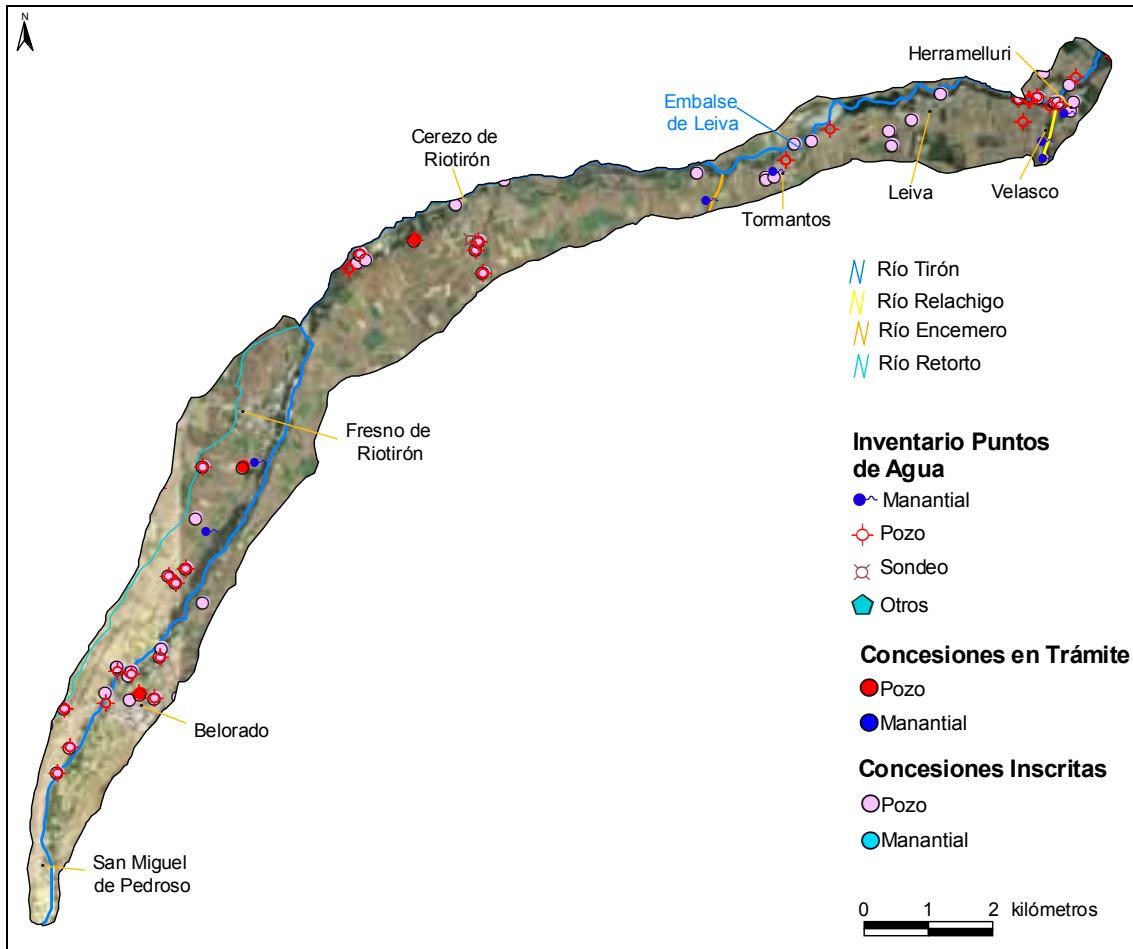 N
Herramelluri
Embalse
de Leiva
Cerezo de
Riotirón
Leiva
Velasco
Tormantos
Río Tirón
Río Relachigo
Río Encemero
Río Retorto
Fresno de
Riotirón
Inventario Puntos
de Agua
Manantial
Pozo
Sondeo
Otros
Concesiones en Trámite
Pozo
Manantial
Belorado
Concesiones Inscritas
Pozo
Manantial
San Miguel
de Pedroso
0 1 2 kilómetros